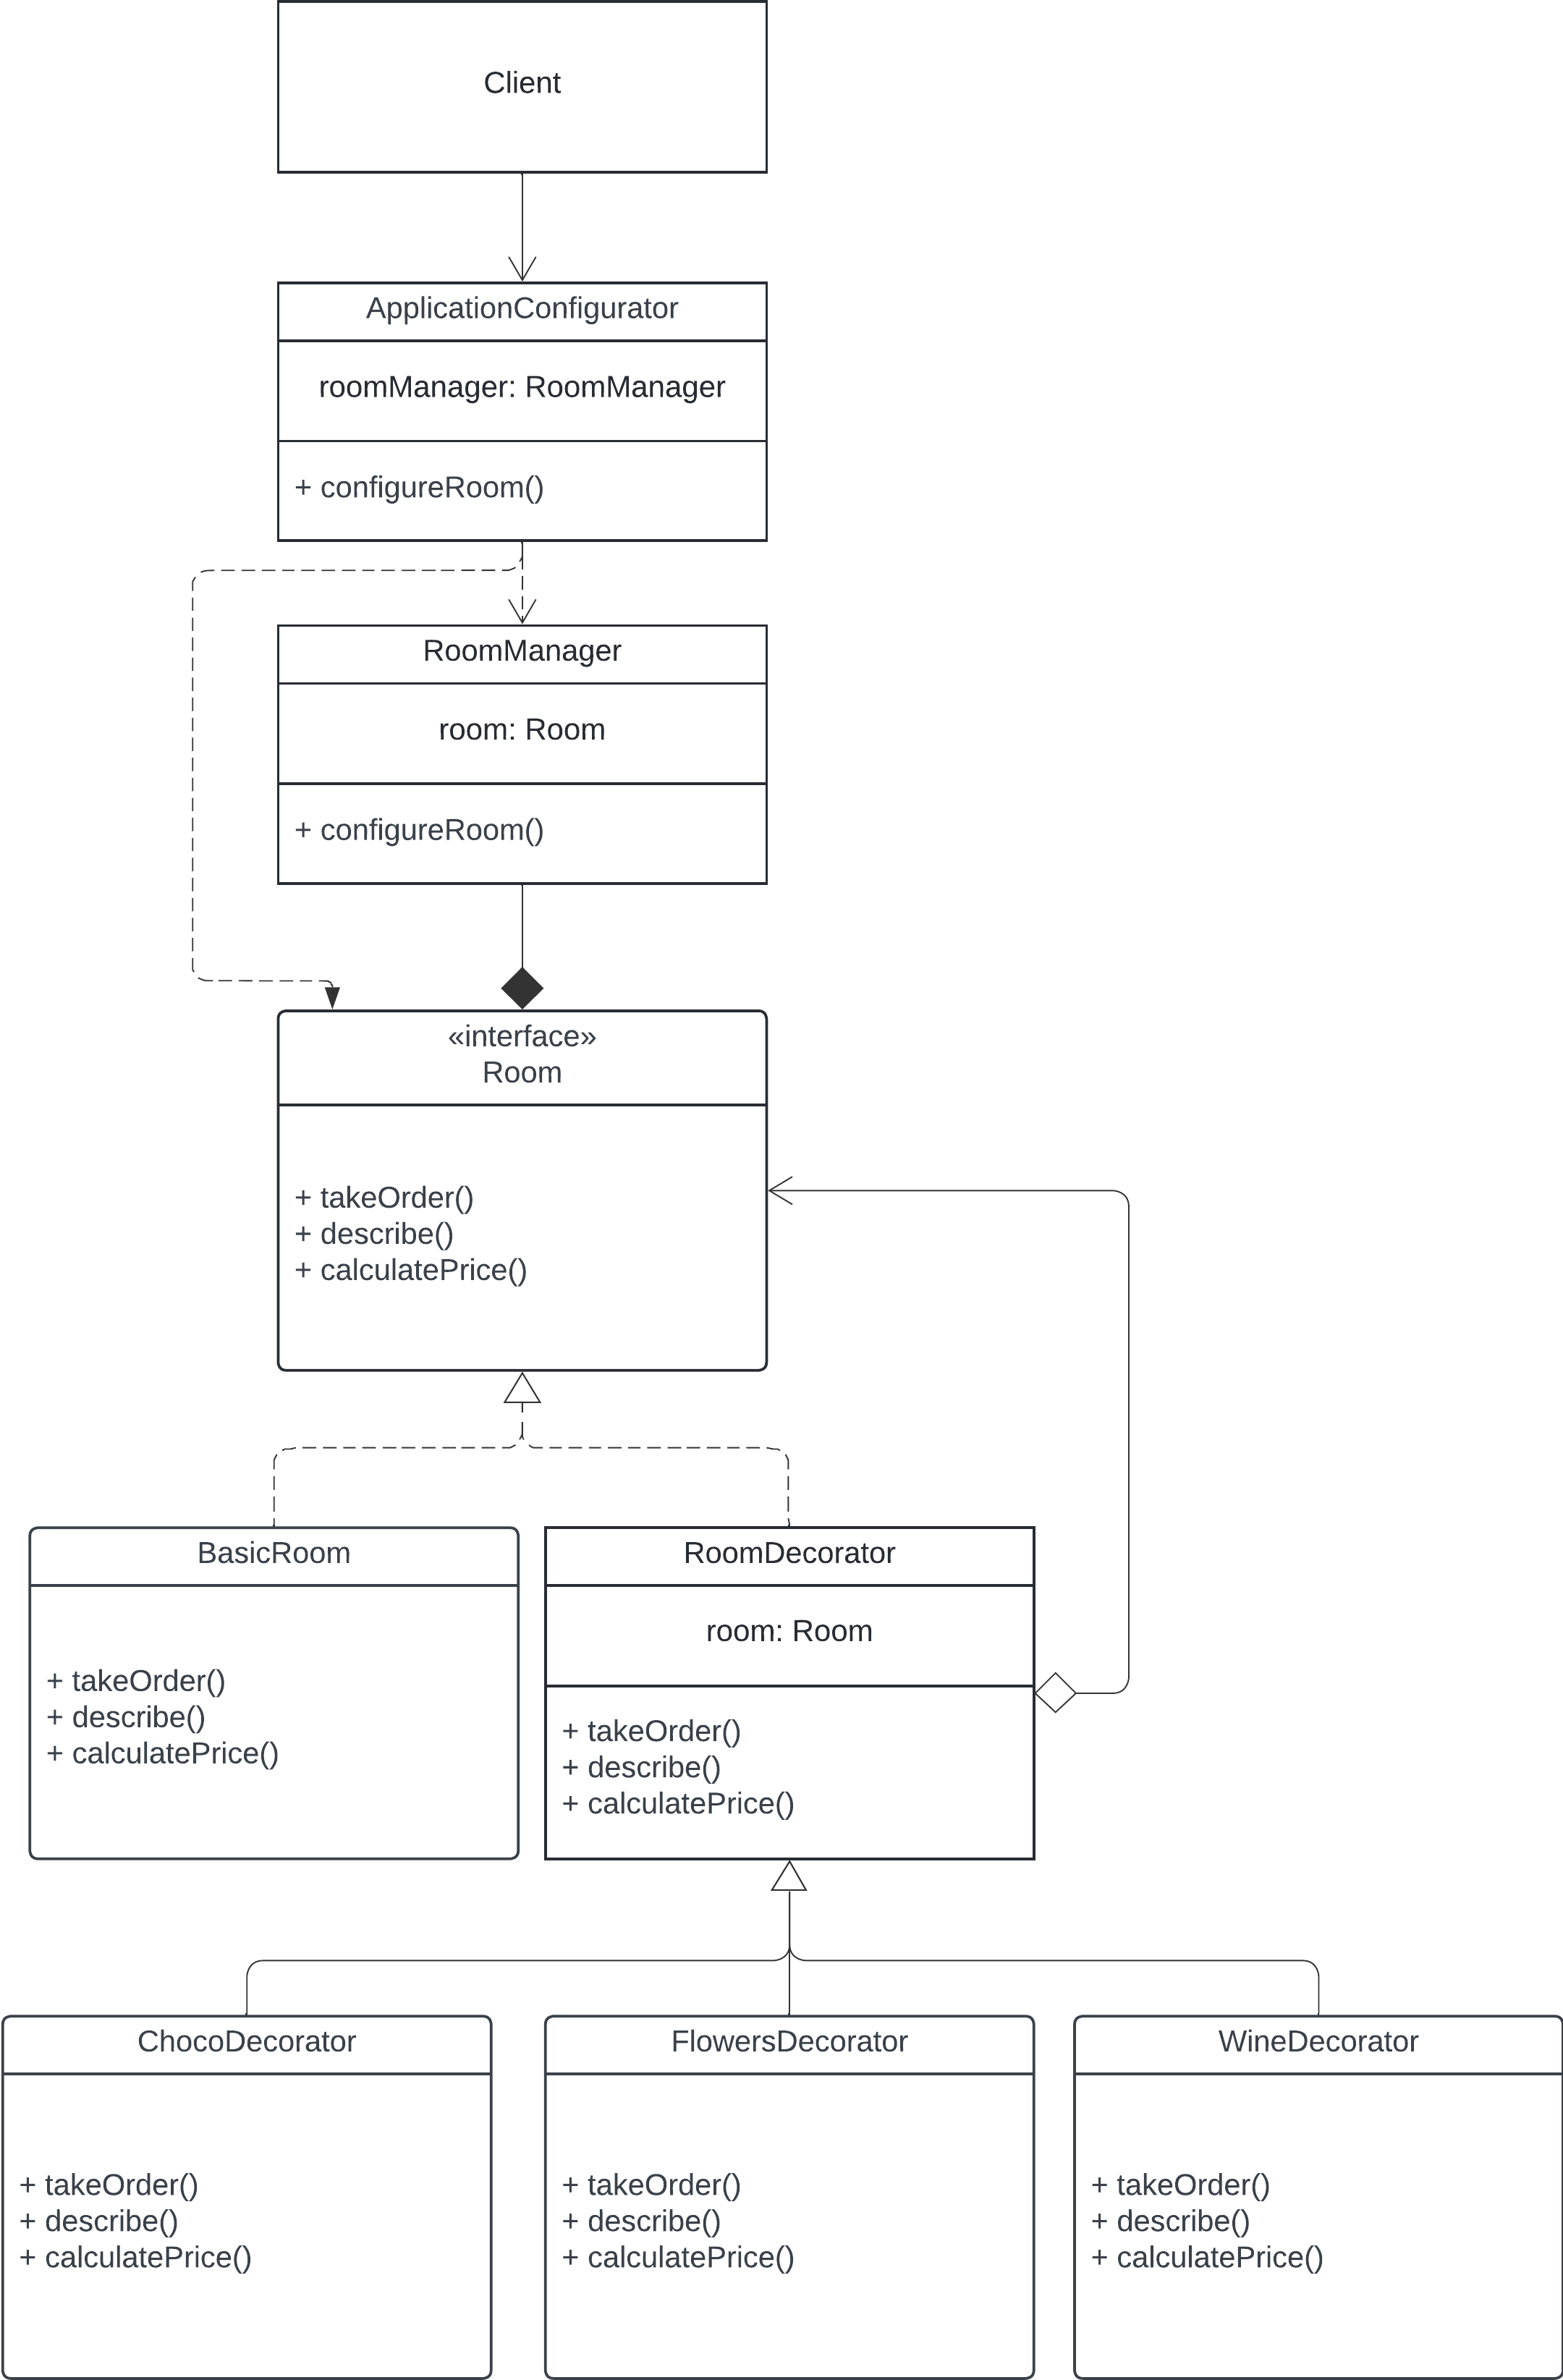 Client
ApplicationConfigurator
roomManager: RoomManager
+ configureRoom()
RoomManager
room: Room
+ configureRoom()
«interface»
Room
+ takeOrder()
+ describe()
+ calculatePrice()
BasicRoom
+ takeOrder()
+ describe()
+ calculatePrice()
RoomDecorator
room: Room
+ takeOrder()
+ describe()
+ calculatePrice()
ChocoDecorator
+ takeOrder()
+ describe()
+ calculatePrice()
FlowersDecorator
+ takeOrder()
+ describe()
+ calculatePrice()
WineDecorator
+ takeOrder()
+ describe()
+ calculatePrice()